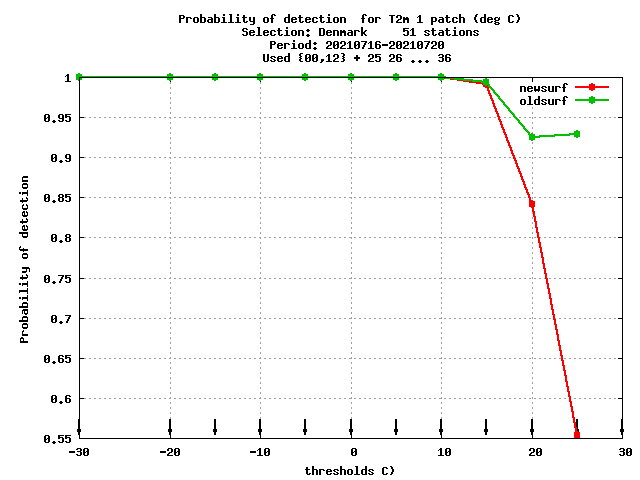 Probability of detection  for T2m 1 patch (deg C)
Selection: Denmark     51 stations
Period: 20210716-20210720
Used {00,12} + 25 26 ... 36
newsurf
oldsurf
Probability of detection
1
0.95
0.9
0.85
0.8
0.75
0.7
0.65
0.6
0.55
-30 -20 -10 0 10 20 30
thresholds C)